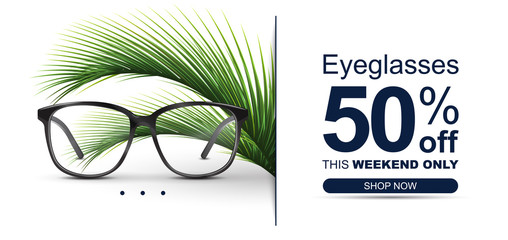 Eyeglasses
50% off
THIS WEEKEND ONLY
SHOP NOW